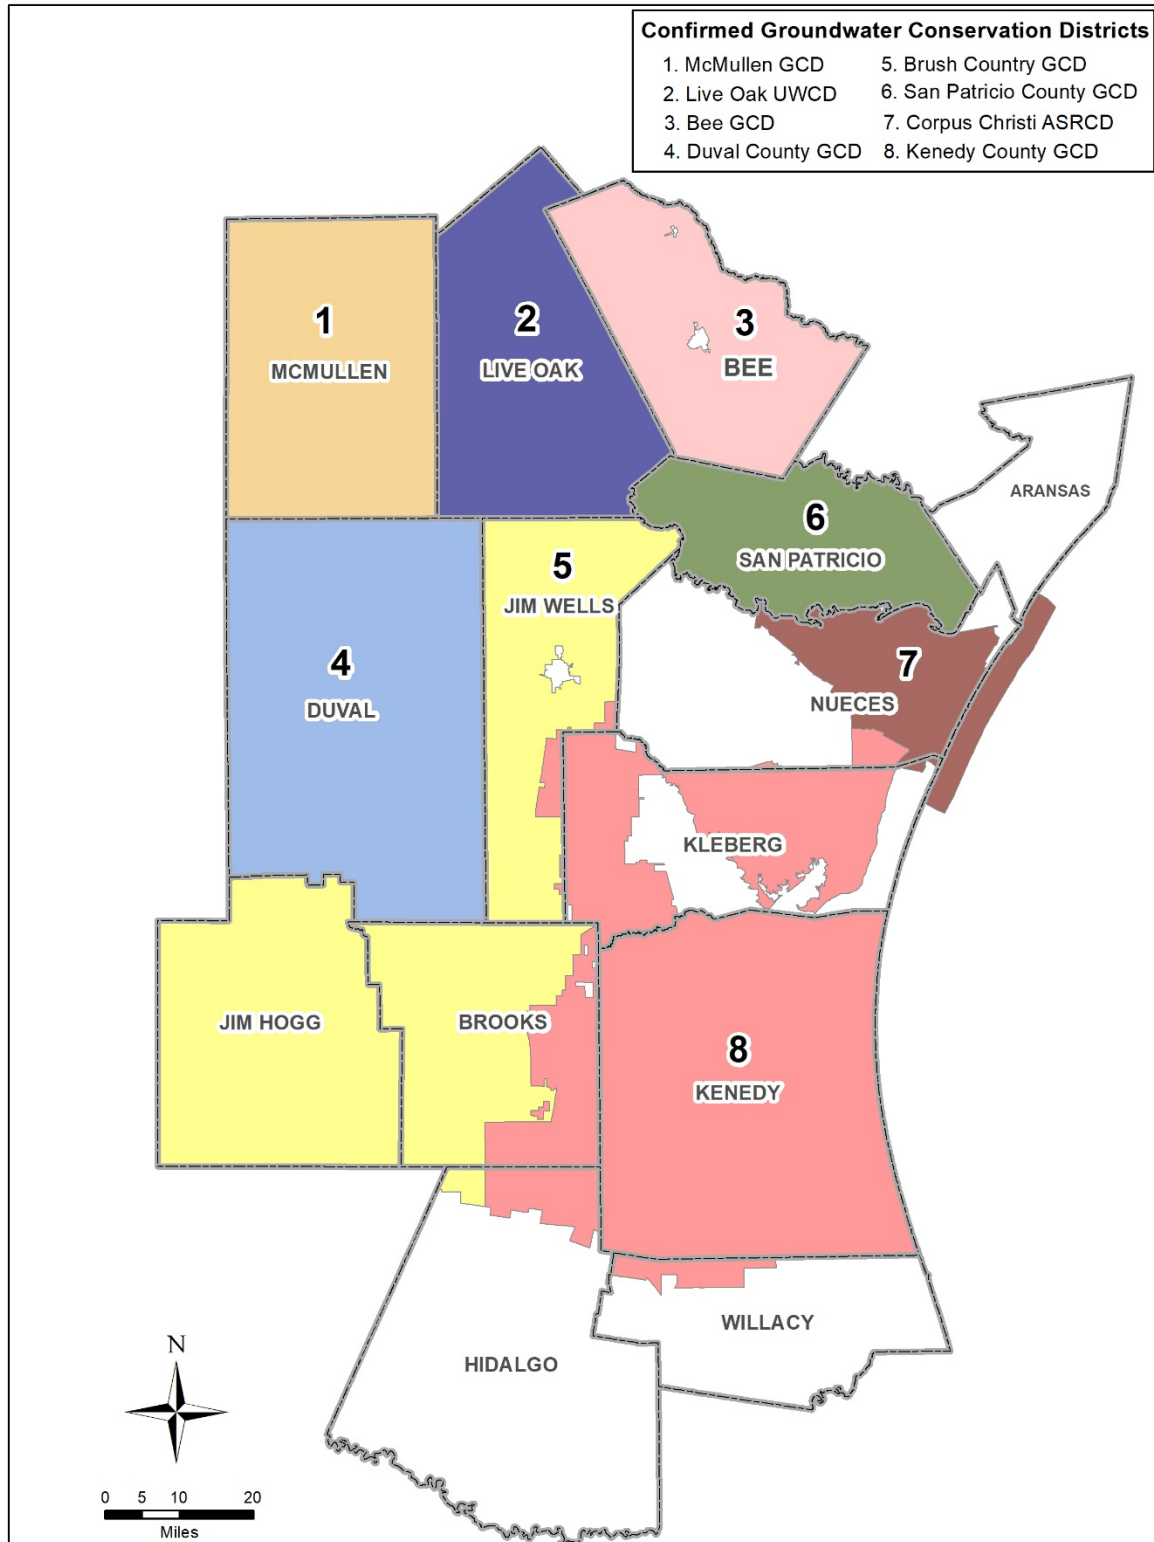 Confirmed Groundwater Conservation Districts
1. McMullen GCD 5. Brush Country GCD
2. Live Oak UWCD 6. San Patricio County GCD
3. Bee GCD 7. Corpus Christi ASRCD
4. Duval County GCD 8. Kenedy County GCD
1
MCMULLEN
2
LIVE OAK
3
BEE
ARANSAS
6
SAN PATRICIO
5
JIM WELLS
4
DUVAL
7
NUECES
KLEBERG
JIM HOGG
BROOKS
8
KENEDY
WILLACY
HIDALGO
N
0 5 10 20
Miles